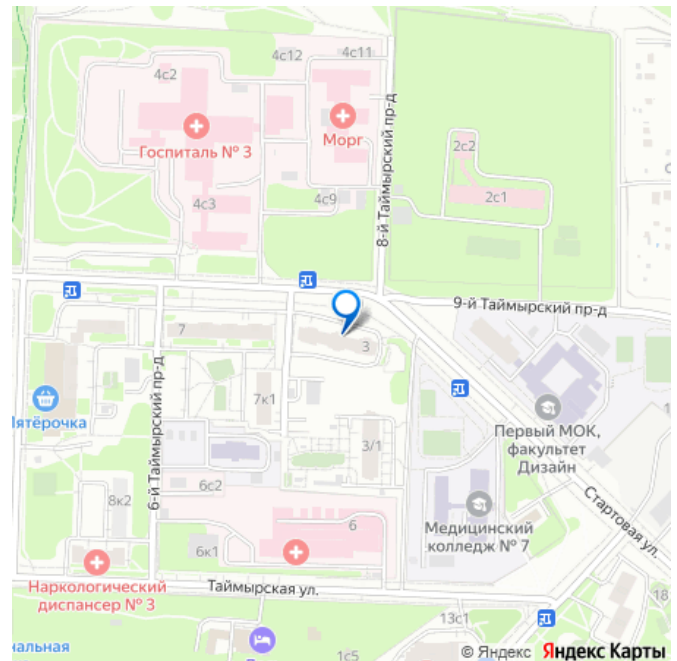 4с12
4с11
4с2
Госпиталь № 3
Морг
4с3
4с9
8-й Таймырский пр-д
2с2
2с1
9-й Таймырский пр-д
7
3
6-й Таймырский пр-д
7к1
3/1
Пятёрочка
Первый МОК,
факультет
Дизайн
8к2
6с2
6
6к1
Медицинский
колледж № 7
Стартовая ул.
Наркологический
диспансер № 3
Таймырская ул.
13с1
18
1с5
© Яндекс Яндекс Карты